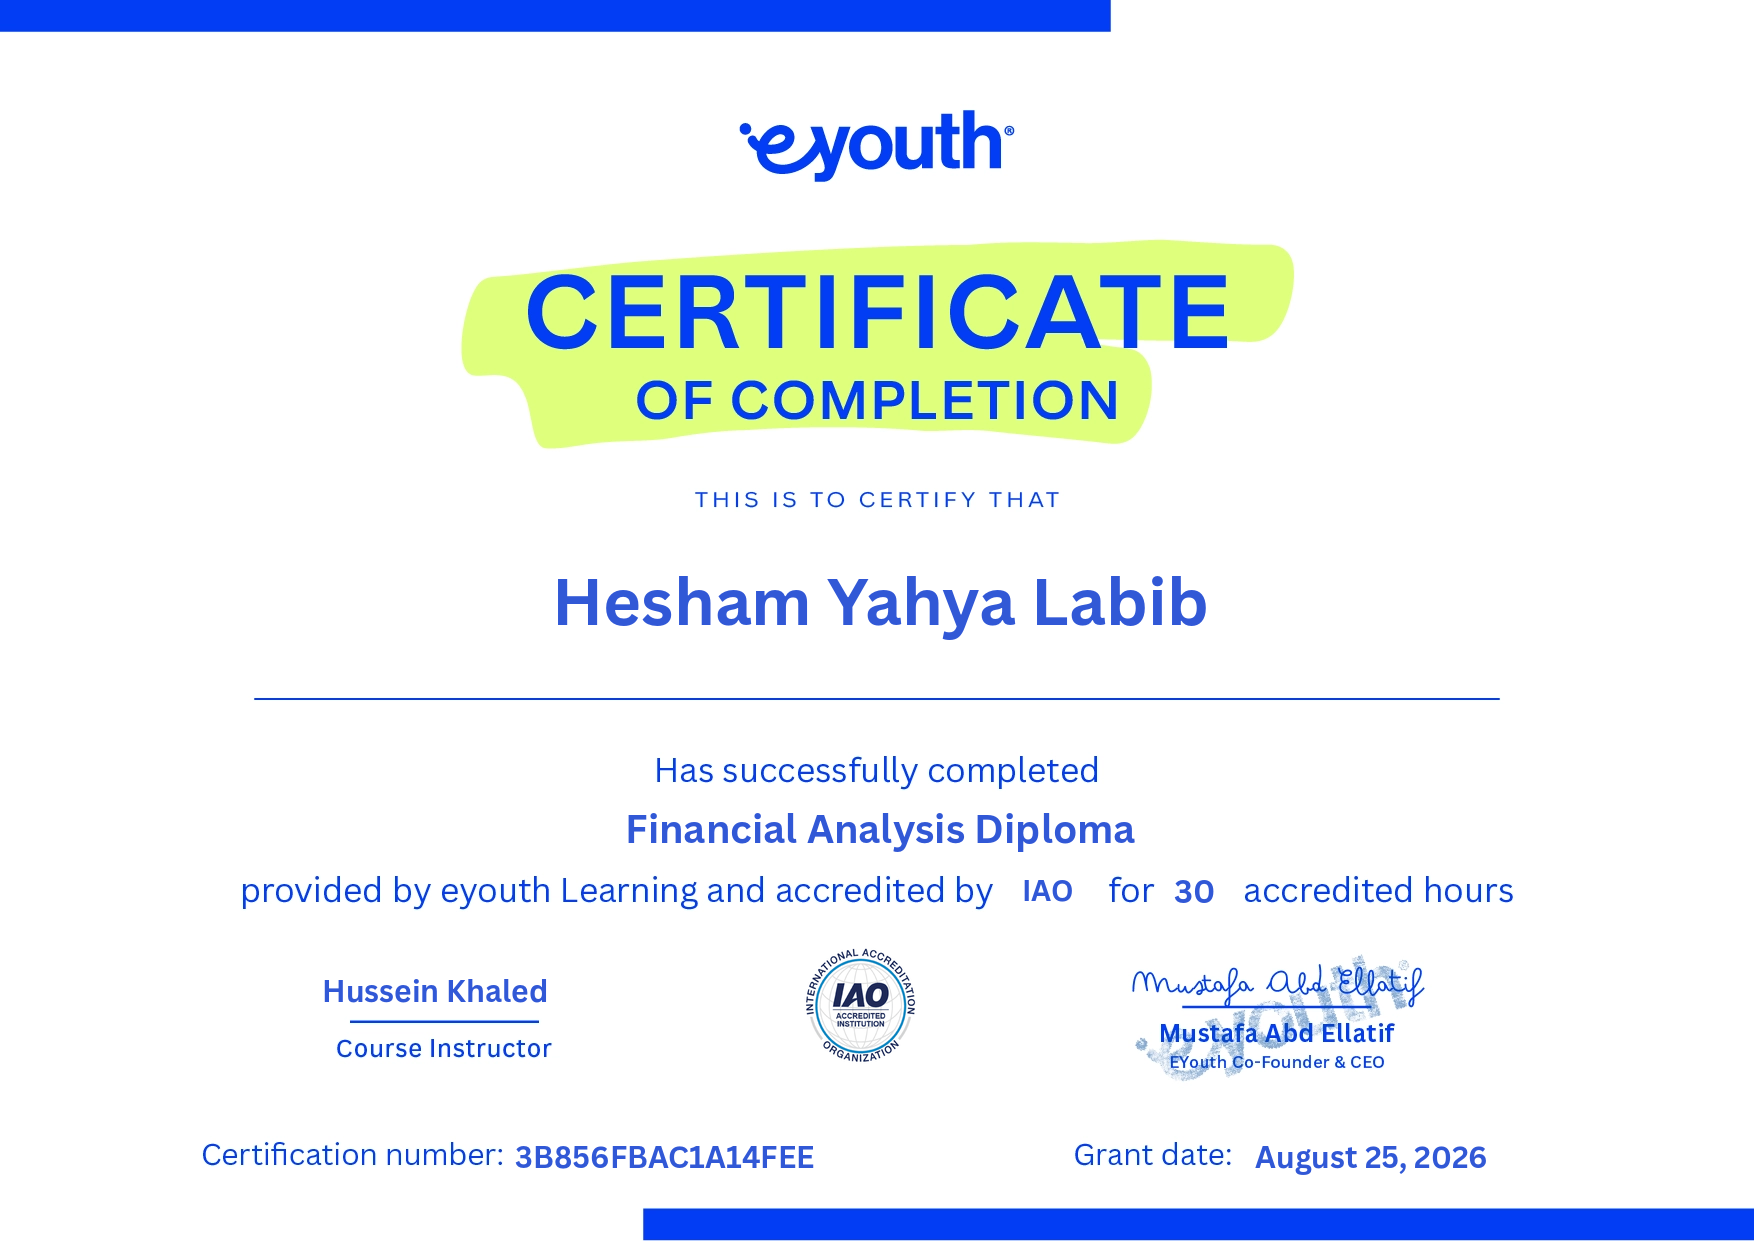 eyouth®
CERTIFICATE
OF COMPLETION
THIS IS TO CERTIFY THAT
Hesham Yahya Labib
Has successfully completed
Financial Analysis Diploma
provided by eyouth Learning and accredited by IAO for 30 accredited hours
Hussein Khaled
Course Instructor
INTERNATIONAL ACCREDITATION
IAO
ACCREDITED
INSTITUTION
ORGANIZATION
Mustafa Abd Ellatif
eyouth®
Mustafa Abd Ellatif
EYouth Co-Founder & CEO
Certification number: 3B856FBAC1A14FEE
Grant date: August 25, 2026